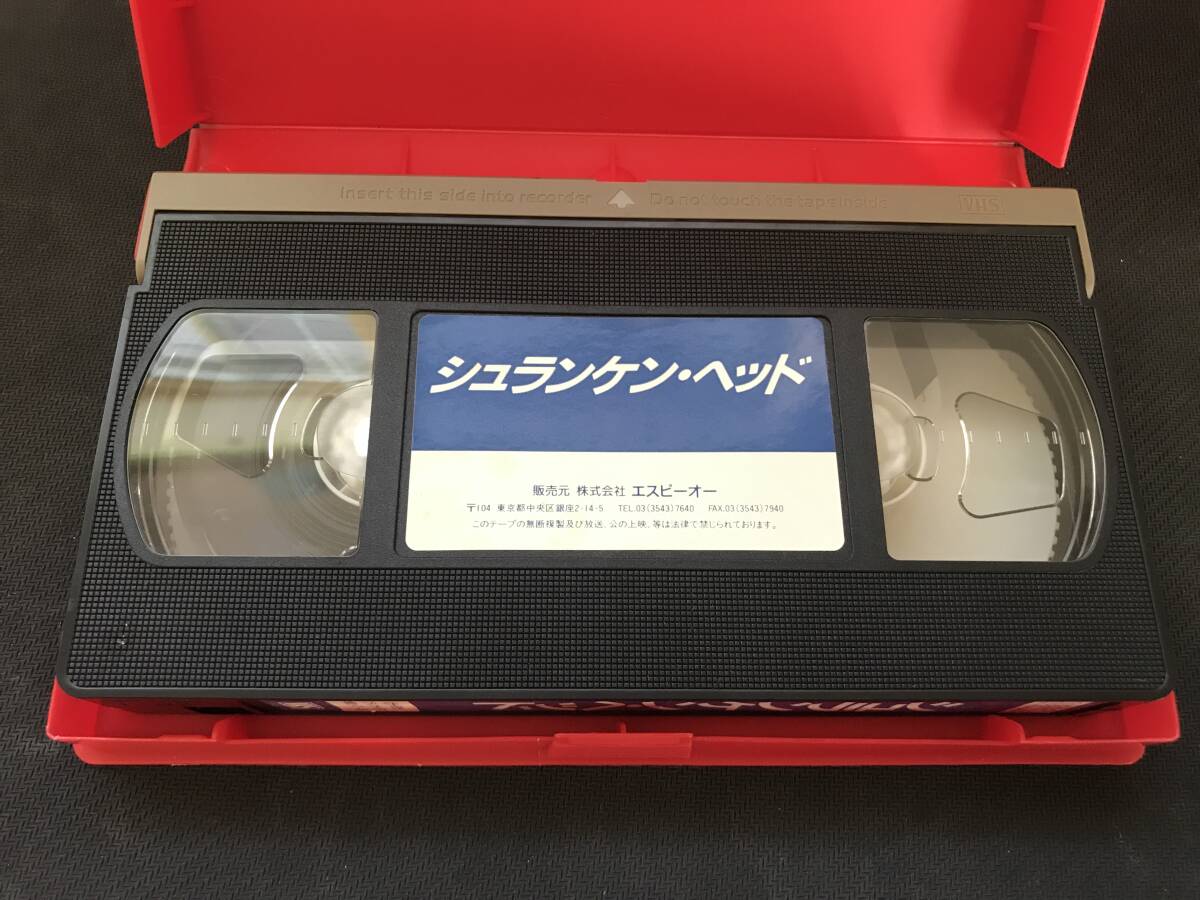 Insert this side into recorder Do not touch the tape inside VHS
シュランケン・ヘッド
販売元 株式会社 エスピーオー
〒104 東京都中央区銀座2-14-5 TEL.03(3543)7640 FAX.03(3543)7940
このテープの無断複製及び放送、公の上映、等は法律で禁じられております。